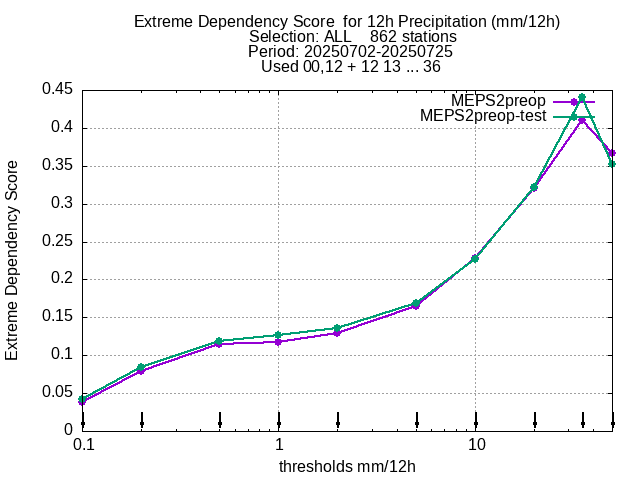 Extreme Dependency Score  for 12h Precipitation (mm/12h)
Selection: ALL    862 stations
Period: 20250702-20250725
Used 00,12 + 12 13 ... 36
MEPS2preop
MEPS2preop-test
0.45
0.4
0.35
0.3
0.25
0.2
0.15
0.1
0.05
0
Extreme Dependency Score
0.1 1 10
thresholds mm/12h